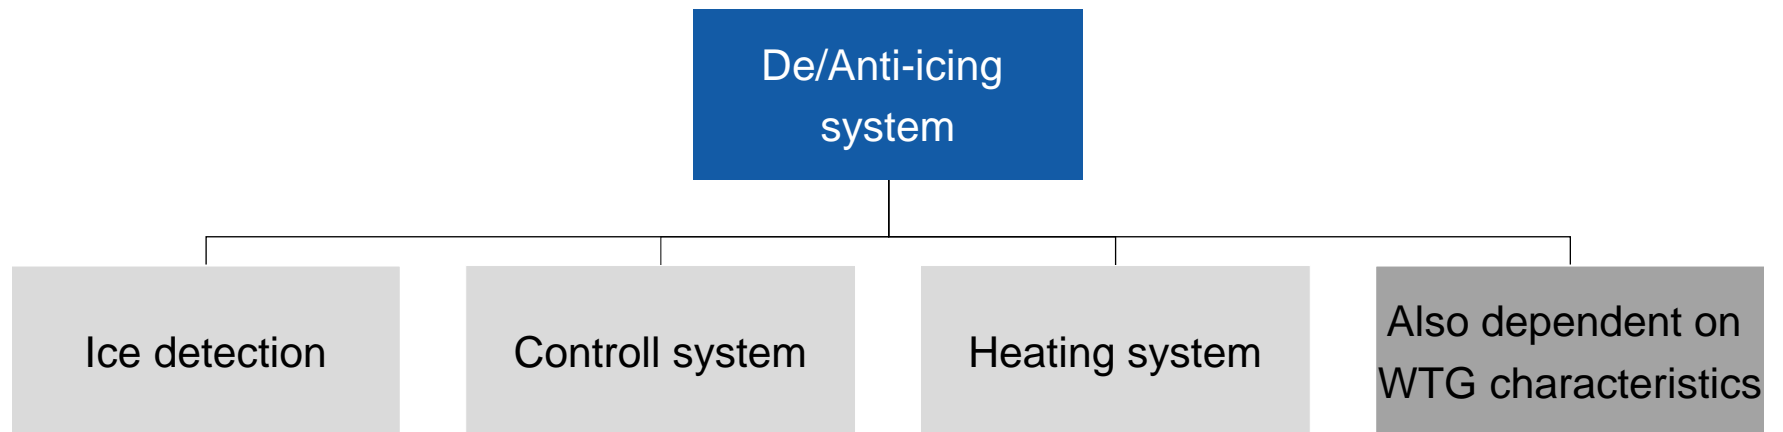 De/Anti-icing
system
Ice detection
Controll system
Heating system
Also dependent on
WTG characteristics